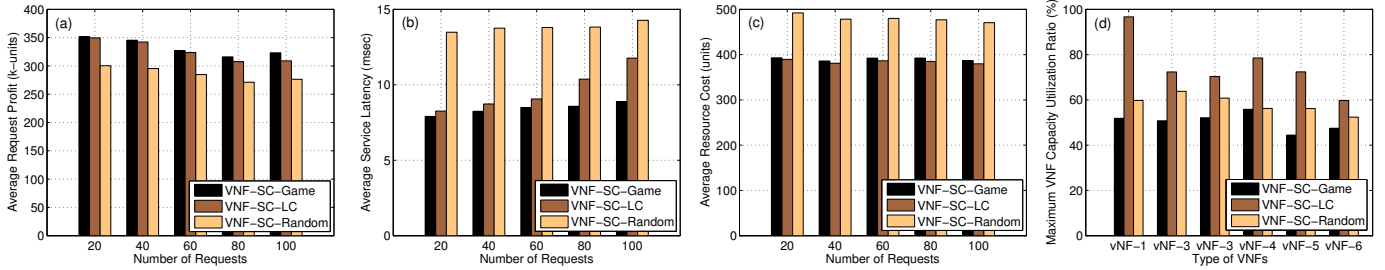 (a)
Average Request Profit (k−units)
400
350
300
250
200
150
100
50
0
20 40 60 80 100
Number of Requests
VNF−SC−Game
VNF−SC−LC
VNF−SC−Random
(b)
Average Service Latency (msec)
15
10
5
0
20 40 60 80 100
Number of Requests
VNF−SC−Game
VNF−SC−LC
VNF−SC−Random
(c)
Average Resource Cost (units)
500
400
300
200
100
0
20 40 60 80 100
Number of Requests
VNF−SC−Game
VNF−SC−LC
VNF−SC−Random
(d)
Maximum VNF Capacity Utilization Ratio (%)
100
80
60
40
20
0
vNF−1 vNF−3 vNF−3 vNF−4 vNF−5 vNF−6
Type of VNFs
VNF−SC−Game
VNF−SC−LC
VNF−SC−Random